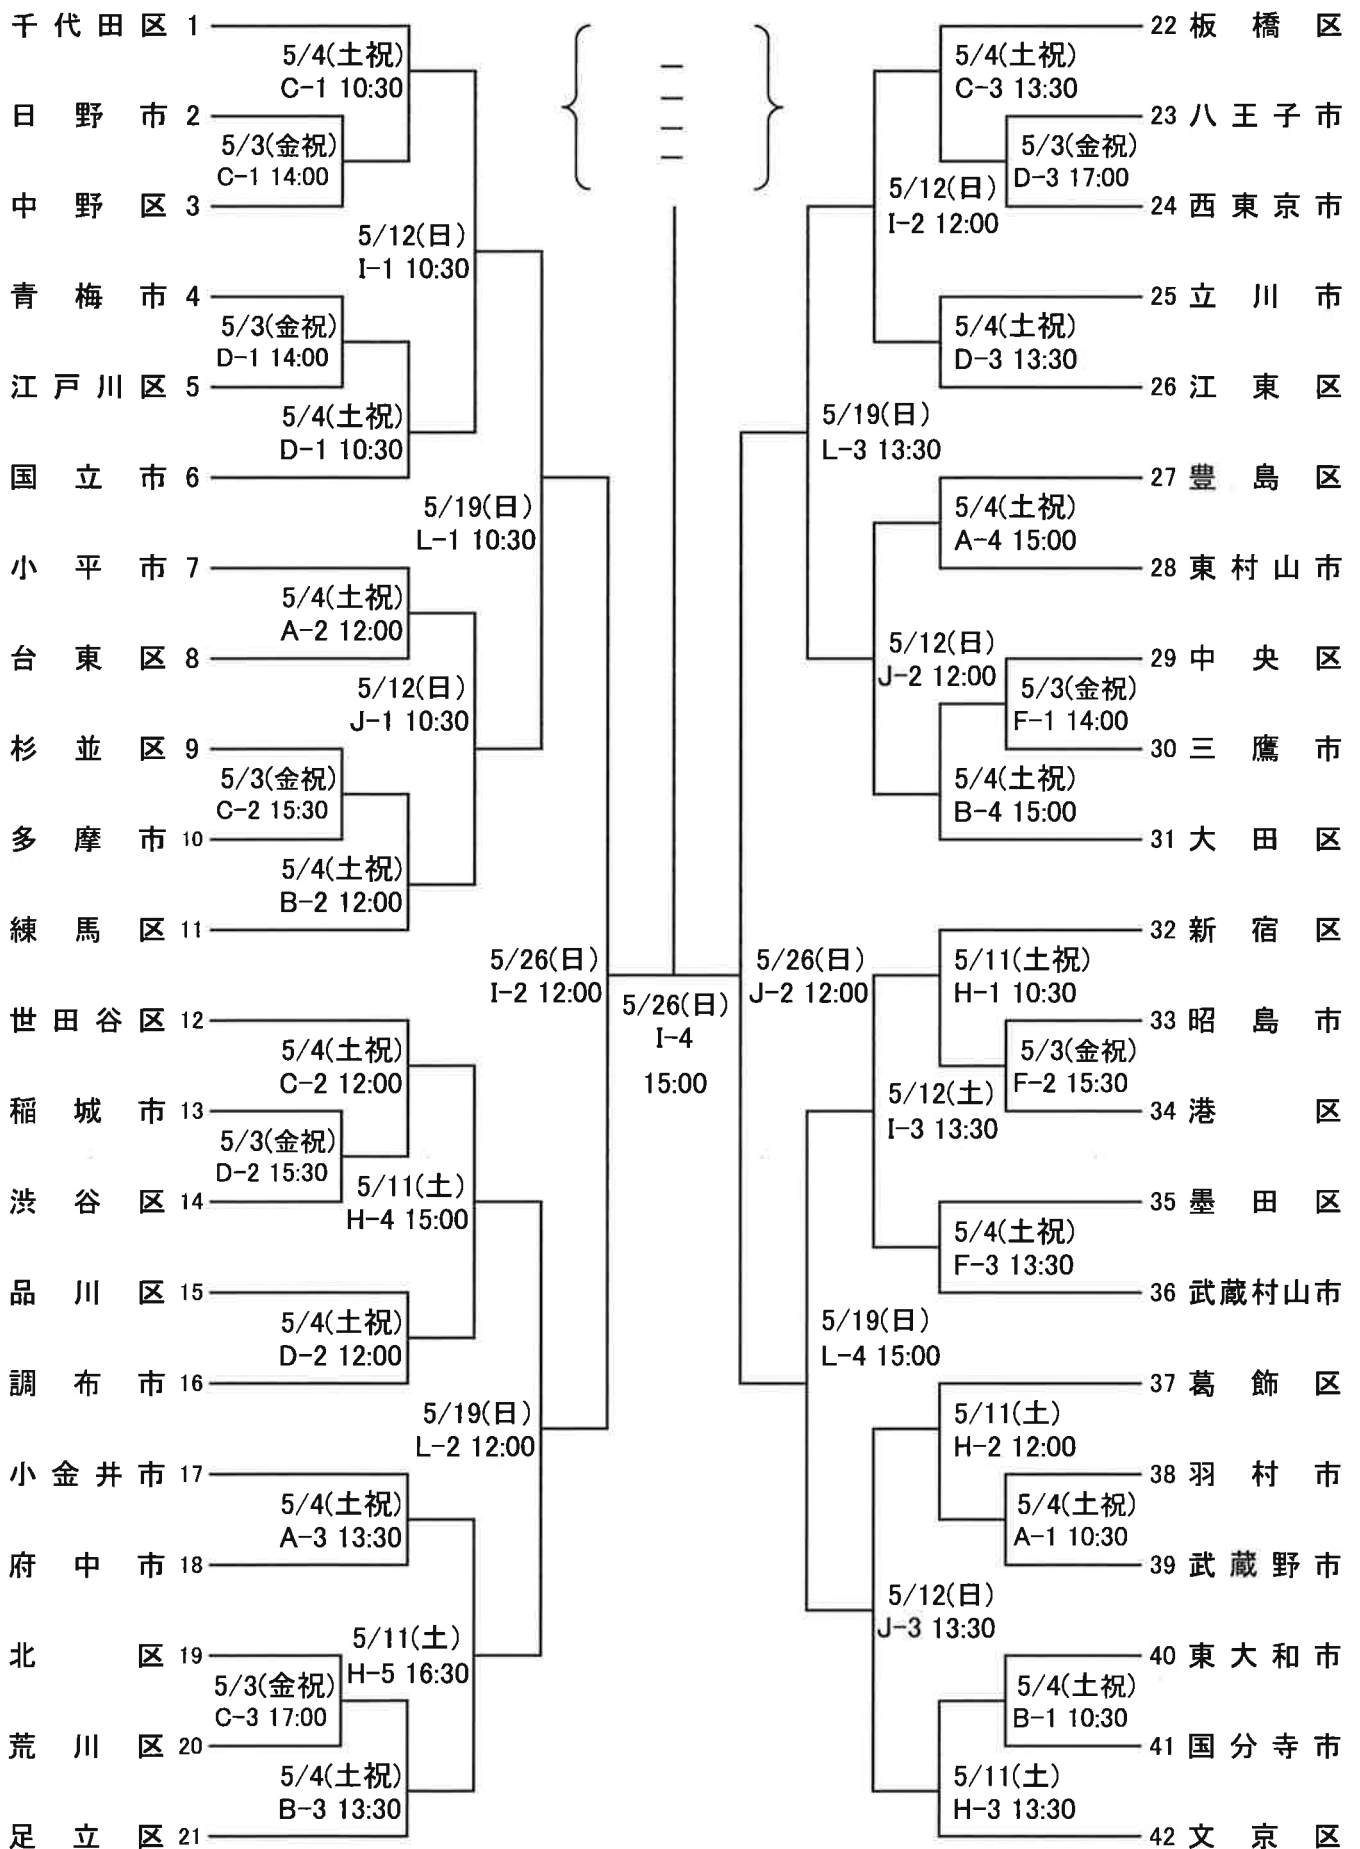 千代田区 1
5/4(土祝)
C-1 10:30
日野市 2
5/3(金祝)
C-1 14:00
中野区 3
5/12(日)
I-1 10:30
青梅市 4
5/3(金祝)
D-1 14:00
江戸川区 5
5/4(土祝)
D-1 10:30
国立市 6
5/19(日)
L-1 10:30
小平市 7
5/4(土祝)
A-2 12:00
台東区 8
5/12(日)
J-1 10:30
杉並区 9
5/3(金祝)
C-2 15:30
多摩市 10
5/4(土祝)
B-2 12:00
練馬区 11
5/26(日)
I-2 12:00
世田谷区 12
5/4(土祝)
C-2 12:00
稲城市 13
5/3(金祝)
D-2 15:30
渋谷区 14
5/11(土)
H-4 15:00
品川区 15
5/4(土祝)
D-2 12:00
調布市 16
5/19(日)
L-2 12:00
小金井市 17
5/4(土祝)
A-3 13:30
府中市 18
5/11(土)
H-5 16:30
北区 19
5/3(金祝)
C-3 17:00
荒川区 20
5/4(土祝)
B-3 13:30
足立区 21
5/26(日)
I-4
15:00
22 板橋区
5/4(土祝)
C-3 13:30
23 八王子市
5/3(金祝)
D-3 17:00
24 西東京市
5/12(日)
I-2 12:00
25 立川市
5/4(土祝)
D-3 13:30
26 江東区
5/19(日)
L-3 13:30
27 豊島区
5/4(土祝)
A-4 15:00
28 東村山市
5/12(日)
J-2 12:00
29 中央区
5/3(金祝)
F-1 14:00
30 三鷹市
5/4(土祝)
B-4 15:00
31 大田区
5/26(日)
J-2 12:00
32 新宿区
5/11(土祝)
H-1 10:30
33 昭島市
5/3(金祝)
F-2 15:30
34 港区
5/12(土)
I-3 13:30
35 墨田区
5/4(土祝)
F-3 13:30
36 武蔵村山市
5/19(日)
L-4 15:00
37 葛飾区
5/11(土)
H-2 12:00
38 羽村市
5/4(土祝)
A-1 10:30
39 武蔵野市
5/12(日)
J-3 13:30
40 東大和市
5/4(土祝)
B-1 10:30
41 国分寺市
5/11(土)
H-3 13:30
42 文京区